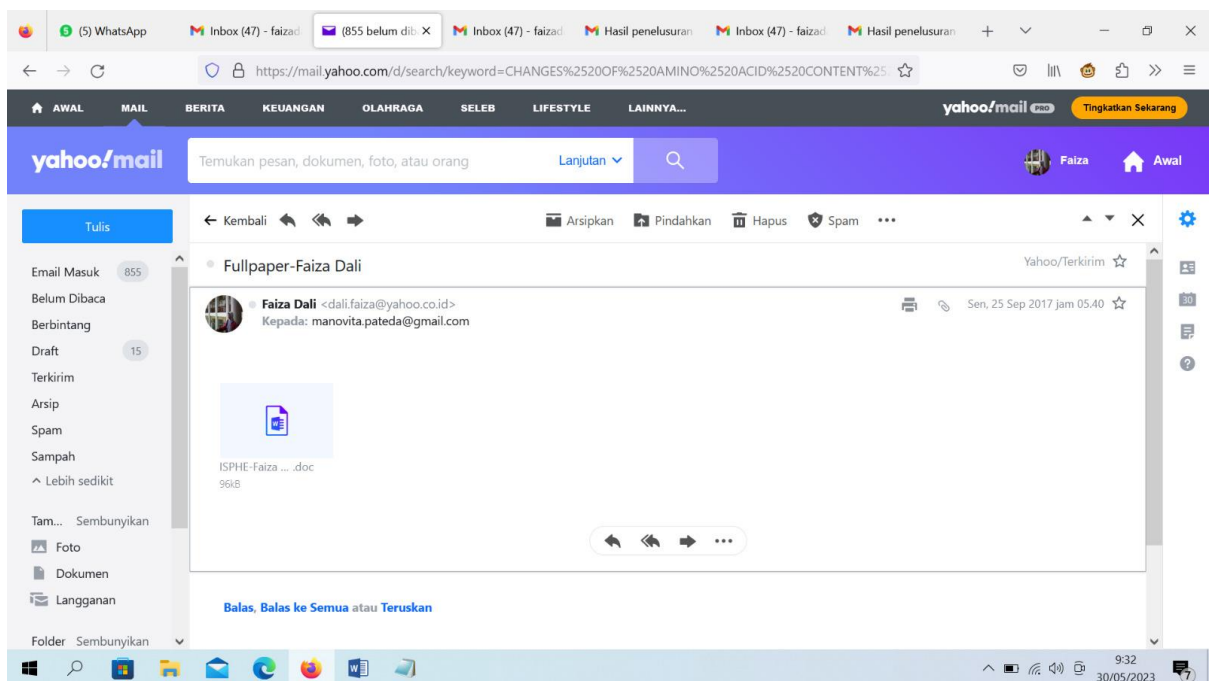 (5) WhatsApp
Inbox (47) - faizad
(855 belum dib
Inbox (47) - faizad
Hasil penelusuran
Inbox (47) - faizad
Hasil penelusuran
https://mail.yahoo.com/d/search/keyword=CHANGES%2520OF%2520AMINO%2520ACID%2520CONTENT%25
AWAL MAIL BERITA KEUANGAN OLAHRAGA SELEB LIFESTYLE LAINNYA...
yahoo!mail PRO Tingkatkan Sekarang
yahoo!mail
Temukan pesan, dokumen, foto, atau orang
Lanjutan
Faiza
Awal
Tulis
Kembali
Arsipkan Pindahkan Hapus Spam
Email Masuk 855
Belum Dibaca
Berbintang
Draft 15
Terkirim
Arsip
Spam
Sampah
Lebih sedikit
Tam... Sembunyikan
Foto
Dokumen
Langganan
Folder Sembunyikan
Fullpaper-Faiza Dali
Yahoo/Terkirim
Faiza Dali <dali.faiza@yahoo.co.id>
Sen, 25 Sep 2017 jam 05.40
Kepada: manovita.pateda@gmail.com
ISPHE-Faiza ... .doc
96kB
Balas, Balas ke Semua atau Teruskan
30
9:32
30/05/2023
7